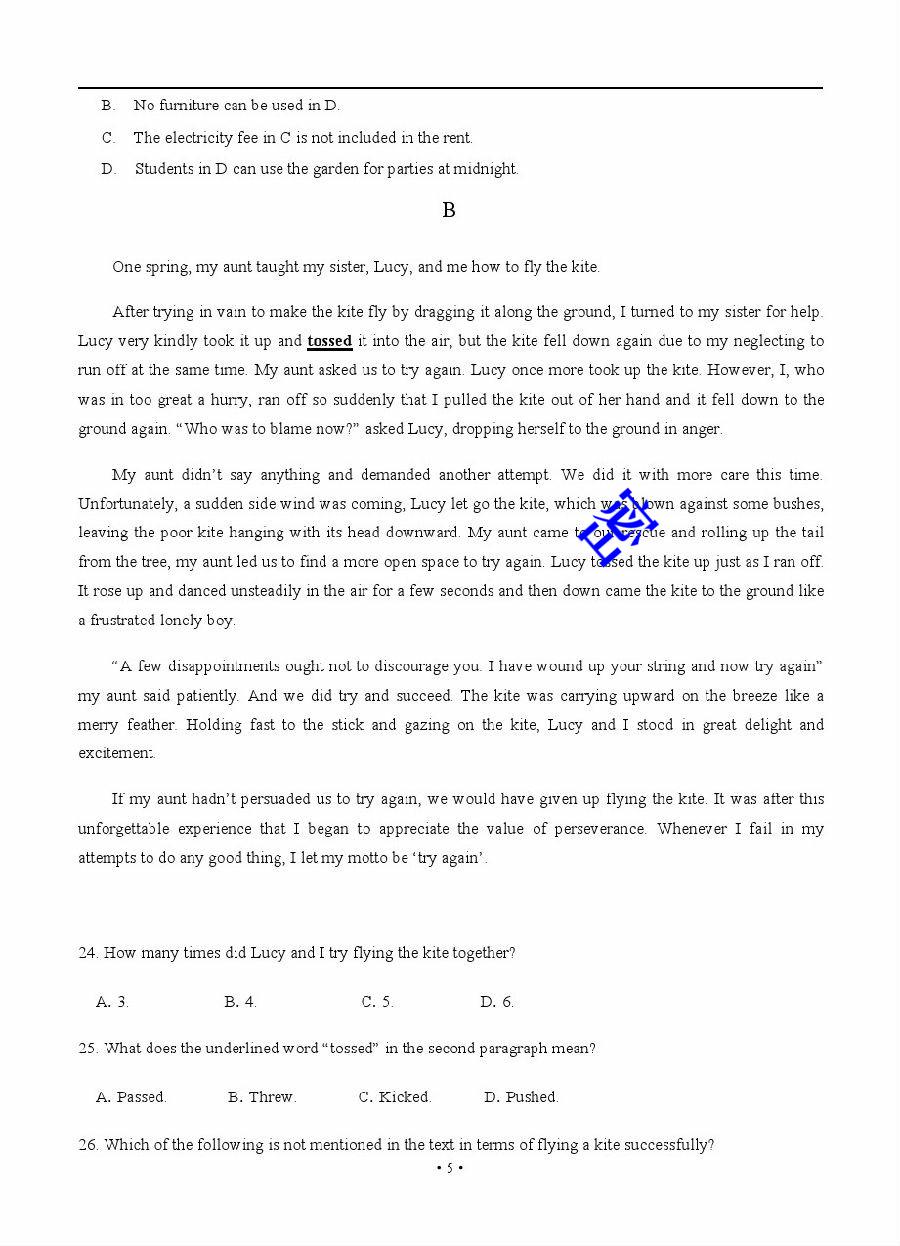 B. No furniture can be used in D.
C. The electricity fee in C is not included in the rent.
D. Students in D can use the garden for parties at midnight.
B
One spring, my aunt taught my sister, Lucy, and me how to fly the kite.
After trying in vain to make the kite fly by dragging it along the ground, I turned to my sister for help.
Lucy very kindly took it up and tossed it into the air, but the kite fell down again due to my neglecting to
run off at the same time. My aunt asked us to try again. Lucy once more took up the kite. However, I, who
was in too great a hurry, ran off so suddenly that I pulled the kite out of her hand and it fell down to the
ground again. “Who was to blame now?” asked Lucy, dropping herself to the ground in anger.
My aunt didn’t say anything and demanded another attempt. We did it with more care this time.
Unfortunately, a sudden side wind was coming, Lucy let go the kite, which was blown against some bushes,
leaving the poor kite hanging with its head downward. My aunt came to our rescue and rolling up the tail
from the tree, my aunt led us to find a more open space to try again. Lucy tossed the kite up just as I ran off.
It rose up and danced unsteadily in the air for a few seconds and then down came the kite to the ground like
a frustrated lonely boy.
“A few disappointments ought not to discourage you. I have wound up your string and now try again”
my aunt said patiently. And we did try and succeed. The kite was carrying upward on the breeze like a
merry feather. Holding fast to the stick and gazing on the kite, Lucy and I stood in great delight and
excitement.
If my aunt hadn’t persuaded us to try again, we would have given up flying the kite. It was after this
unforgettable experience that I began to appreciate the value of perseverance. Whenever I fail in my
attempts to do any good thing, I let my motto be ‘try again’.
24. How many times did Lucy and I try flying the kite together?
A. 3. B. 4. C. 5. D. 6.
25. What does the underlined word “tossed” in the second paragraph mean?
A. Passed. B. Threw. C. Kicked. D. Pushed.
26. Which of the following is not mentioned in the text in terms of flying a kite successfully?
• 5 •